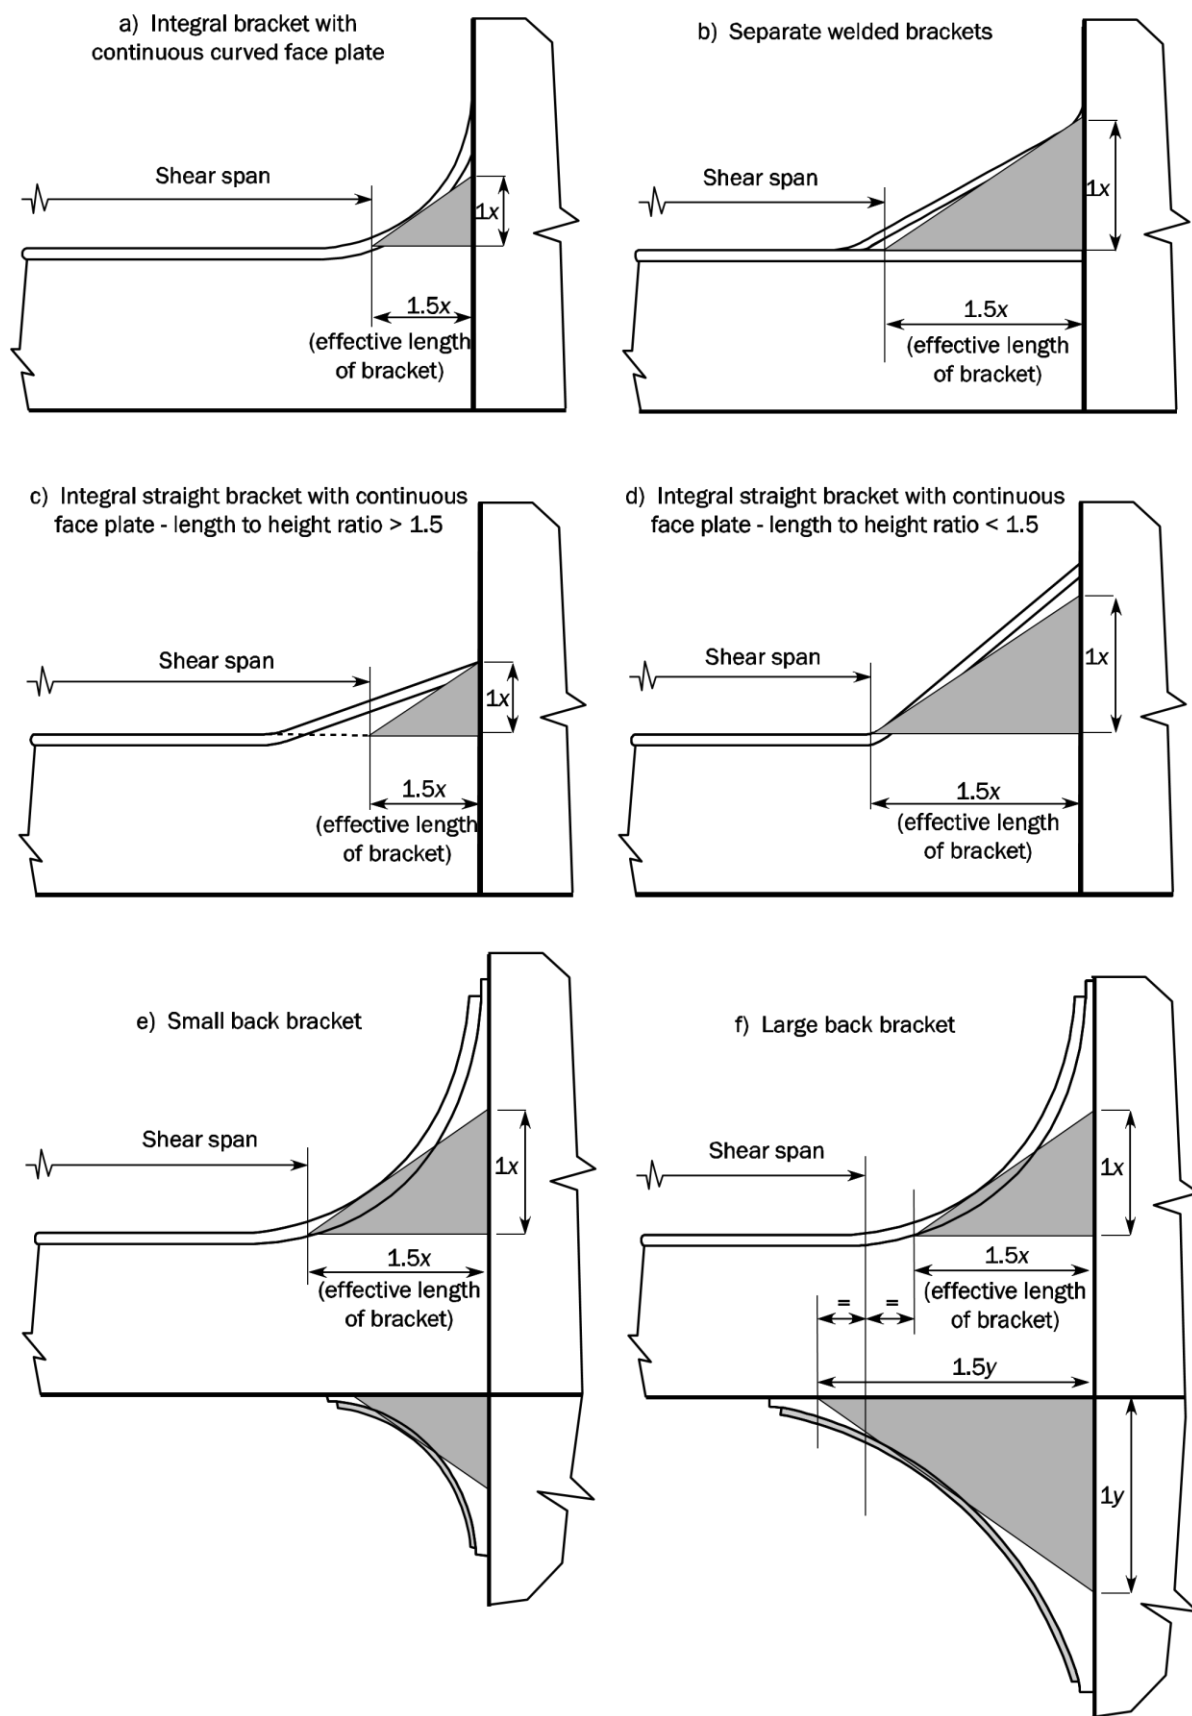 a) Integral bracket with
continuous curved face plate
Shear span
1x
1.5x
(effective length
of bracket)
b) Separate welded brackets
Shear span
1x
1.5x
(effective length
of bracket)
c) Integral straight bracket with continuous
face plate - length to height ratio > 1.5
Shear span
1x
1.5x
(effective length
of bracket)
d) Integral straight bracket with continuous
face plate - length to height ratio < 1.5
Shear span
1x
1.5x
(effective length
of bracket)
e) Small back bracket
Shear span
1x
1.5x
(effective length
of bracket)
f) Large back bracket
Shear span
1x
1.5x
(effective length
of bracket)
= =
1.5y
1y